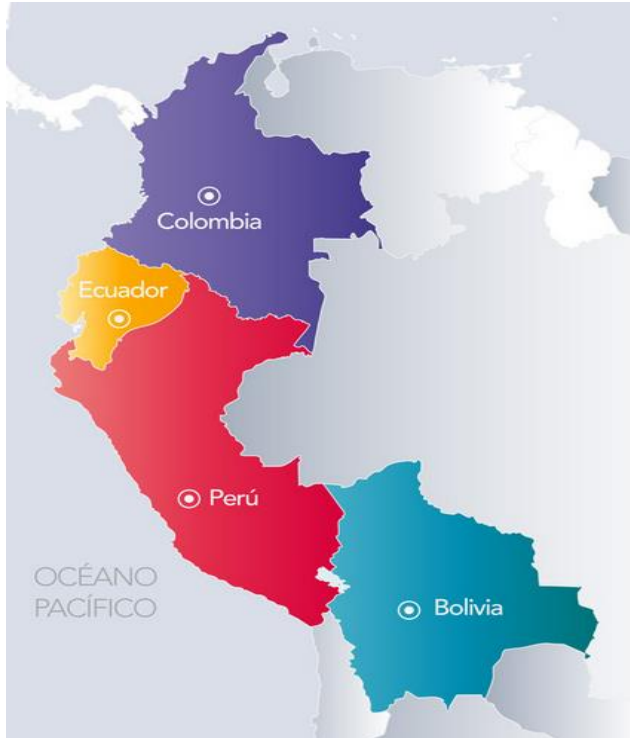 Colombia
Ecuador
Perú
OCÉANO
PACÍFICO
Bolivia